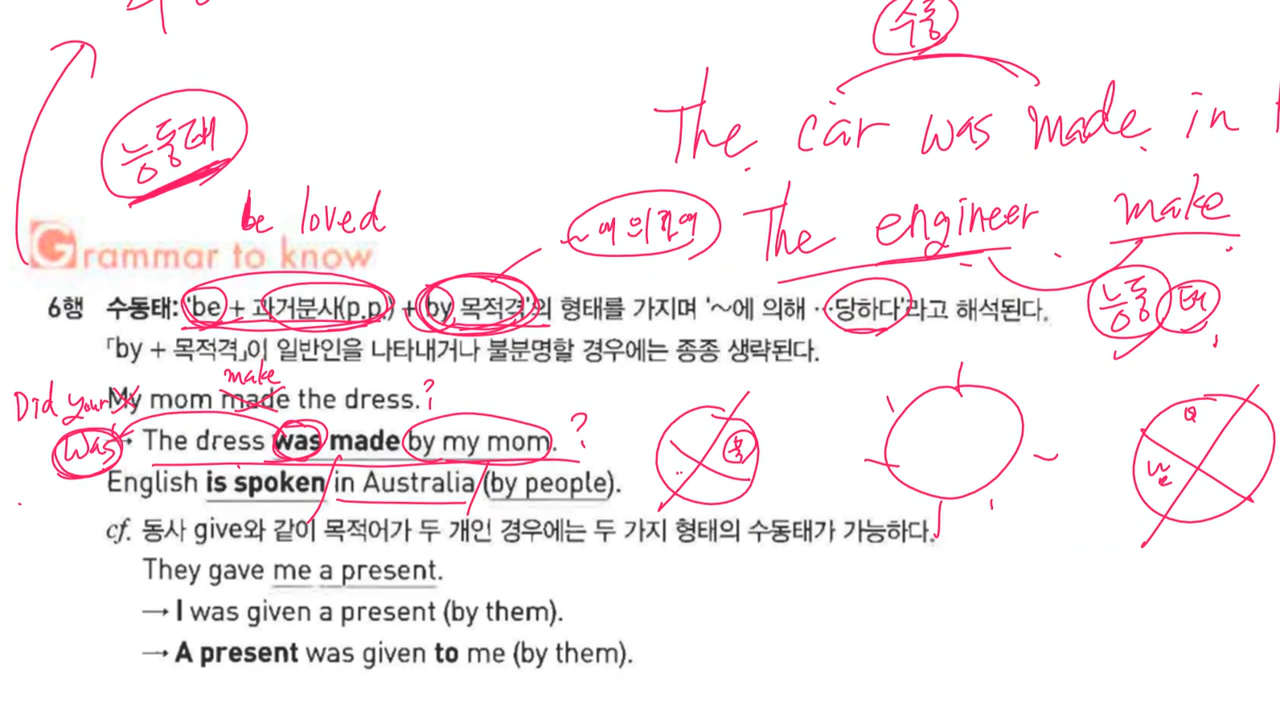 수동
The car was made in
능동태
be loved
~에 의하여
The engineer make
Grammar to know
능동태
6행 수동태: 'be + 과거분사(p.p.) + by 목적격'의 형태를 가지며 '~에 의해 …당하다'라고 해석된다.
「by + 목적격」이 일반인을 나타내거나 불분명할 경우에는 종종 생략된다.
make
Did your My mom made the dress.?
Was → The dress was made by my mom. ?
English is spoken in Australia (by people).
cf. 동사 give와 같이 목적어가 두 개인 경우에는 두 가지 형태의 수동태가 가능하다.
They gave me a present.
→ I was given a present (by them).
→ A present was given to me (by them).